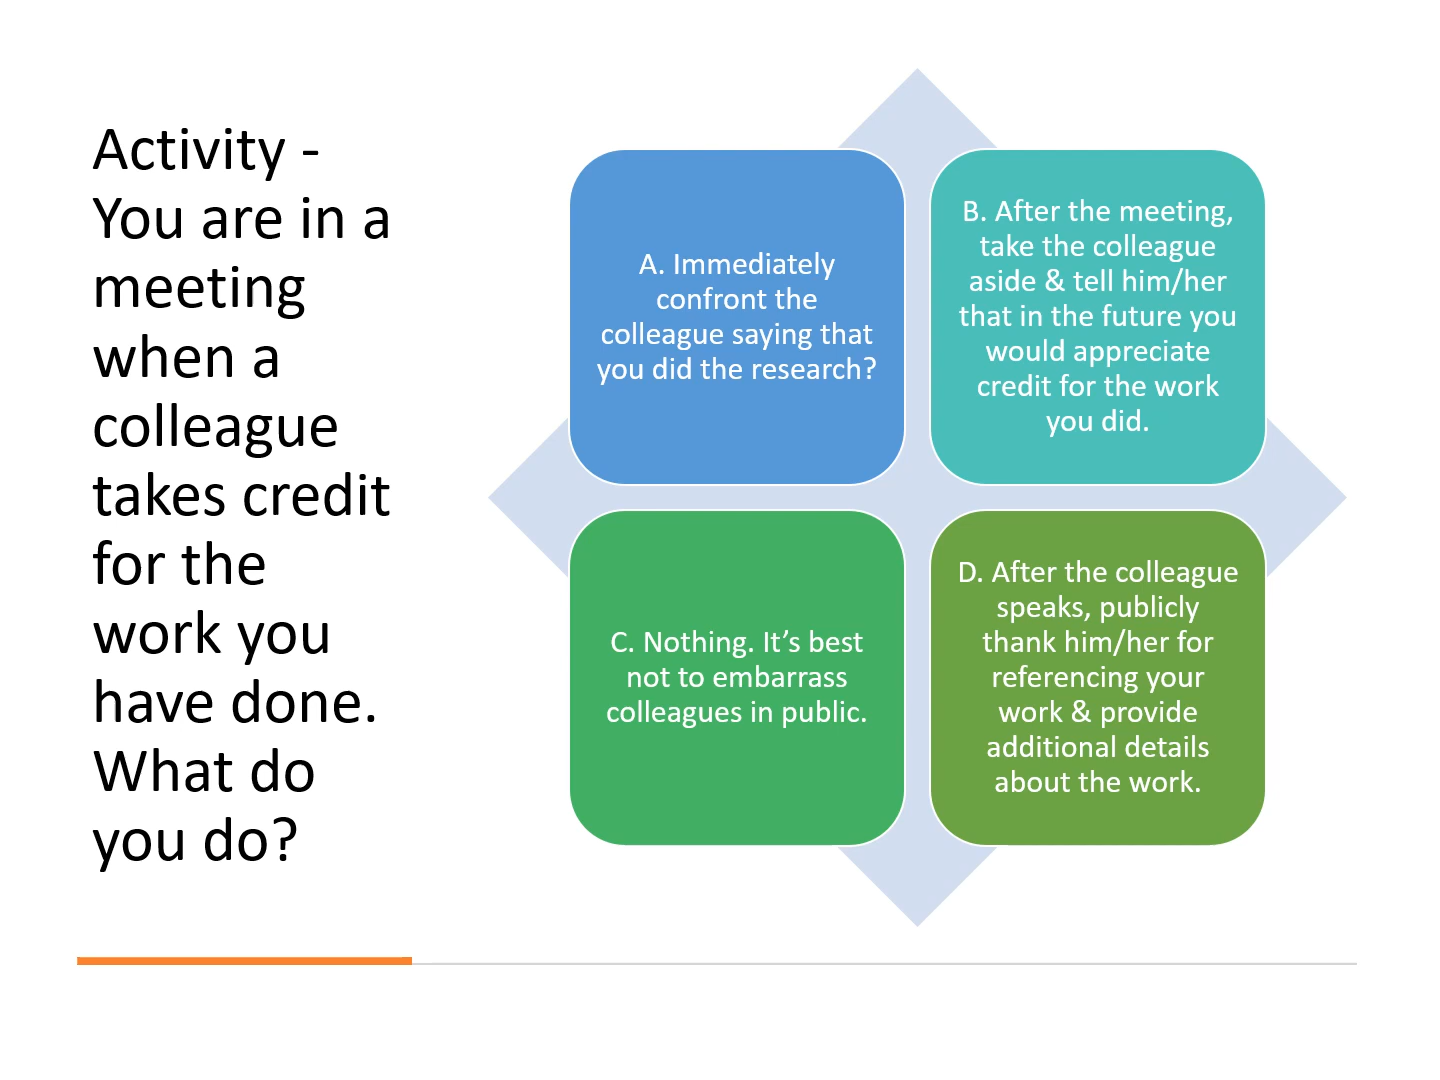 Activity -
You are in a
meeting
when a
colleague
takes credit
for the
work you
have done.
What do
you do?
A. Immediately
confront the
colleague saying that
you did the research?
B. After the meeting,
take the colleague
aside & tell him/her
that in the future you
would appreciate
credit for the work
you did.
C. Nothing. It’s best
not to embarrass
colleagues in public.
D. After the colleague
speaks, publicly
thank him/her for
referencing your
work & provide
additional details
about the work.